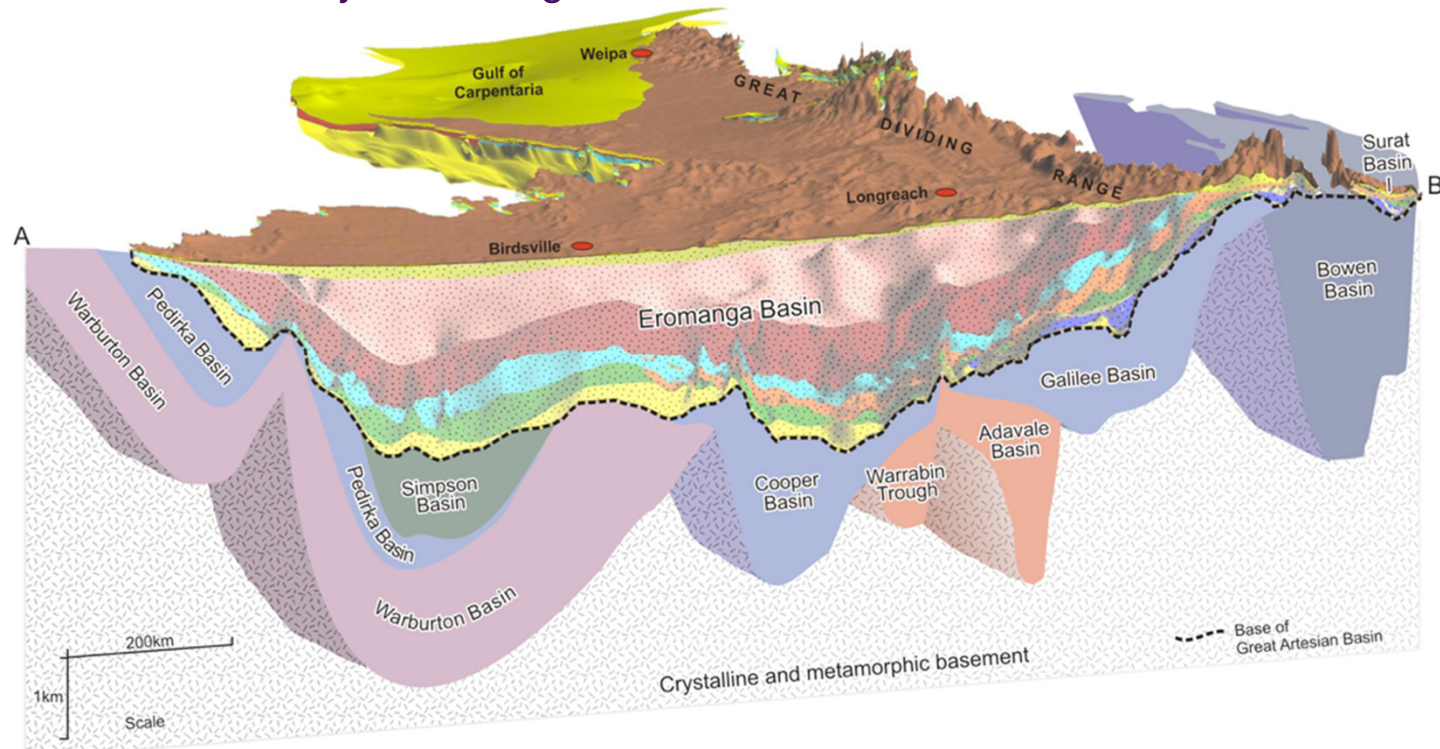 Weipa
Gulf of
Carpentaria
GREAT
DIVIDING
RANGE
Surat
Basin
A
B
Longreach
Birdsville
Bowen
Basin
Eromanga Basin
Pedirka Basin
Warburton Basin
Galilee Basin
Adavale
Basin
Warrabin
Trough
Cooper
Basin
Simpson
Basin
Pedirka Basin
Warburton Basin
200km
1km
Scale
Base of
Great Artesian Basin
Crystalline and metamorphic basement